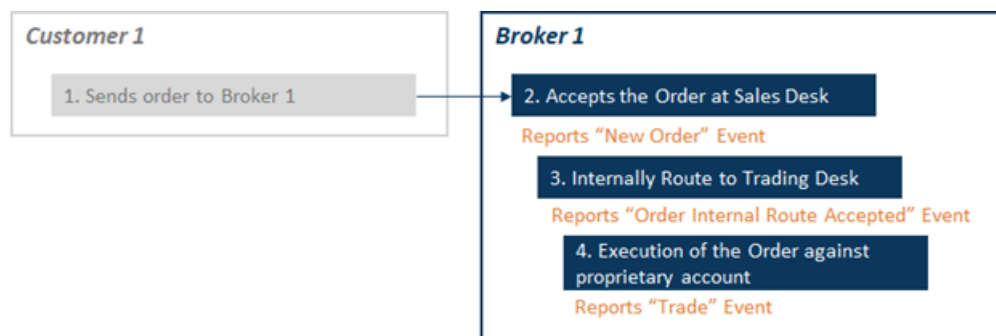 Customer 1
1. Sends order to Broker 1
Broker 1
2. Accepts the Order at Sales Desk
Reports “New Order” Event
3. Internally Route to Trading Desk
Reports “Order Internal Route Accepted” Event
4. Execution of the Order against
proprietary account
Reports “Trade” Event